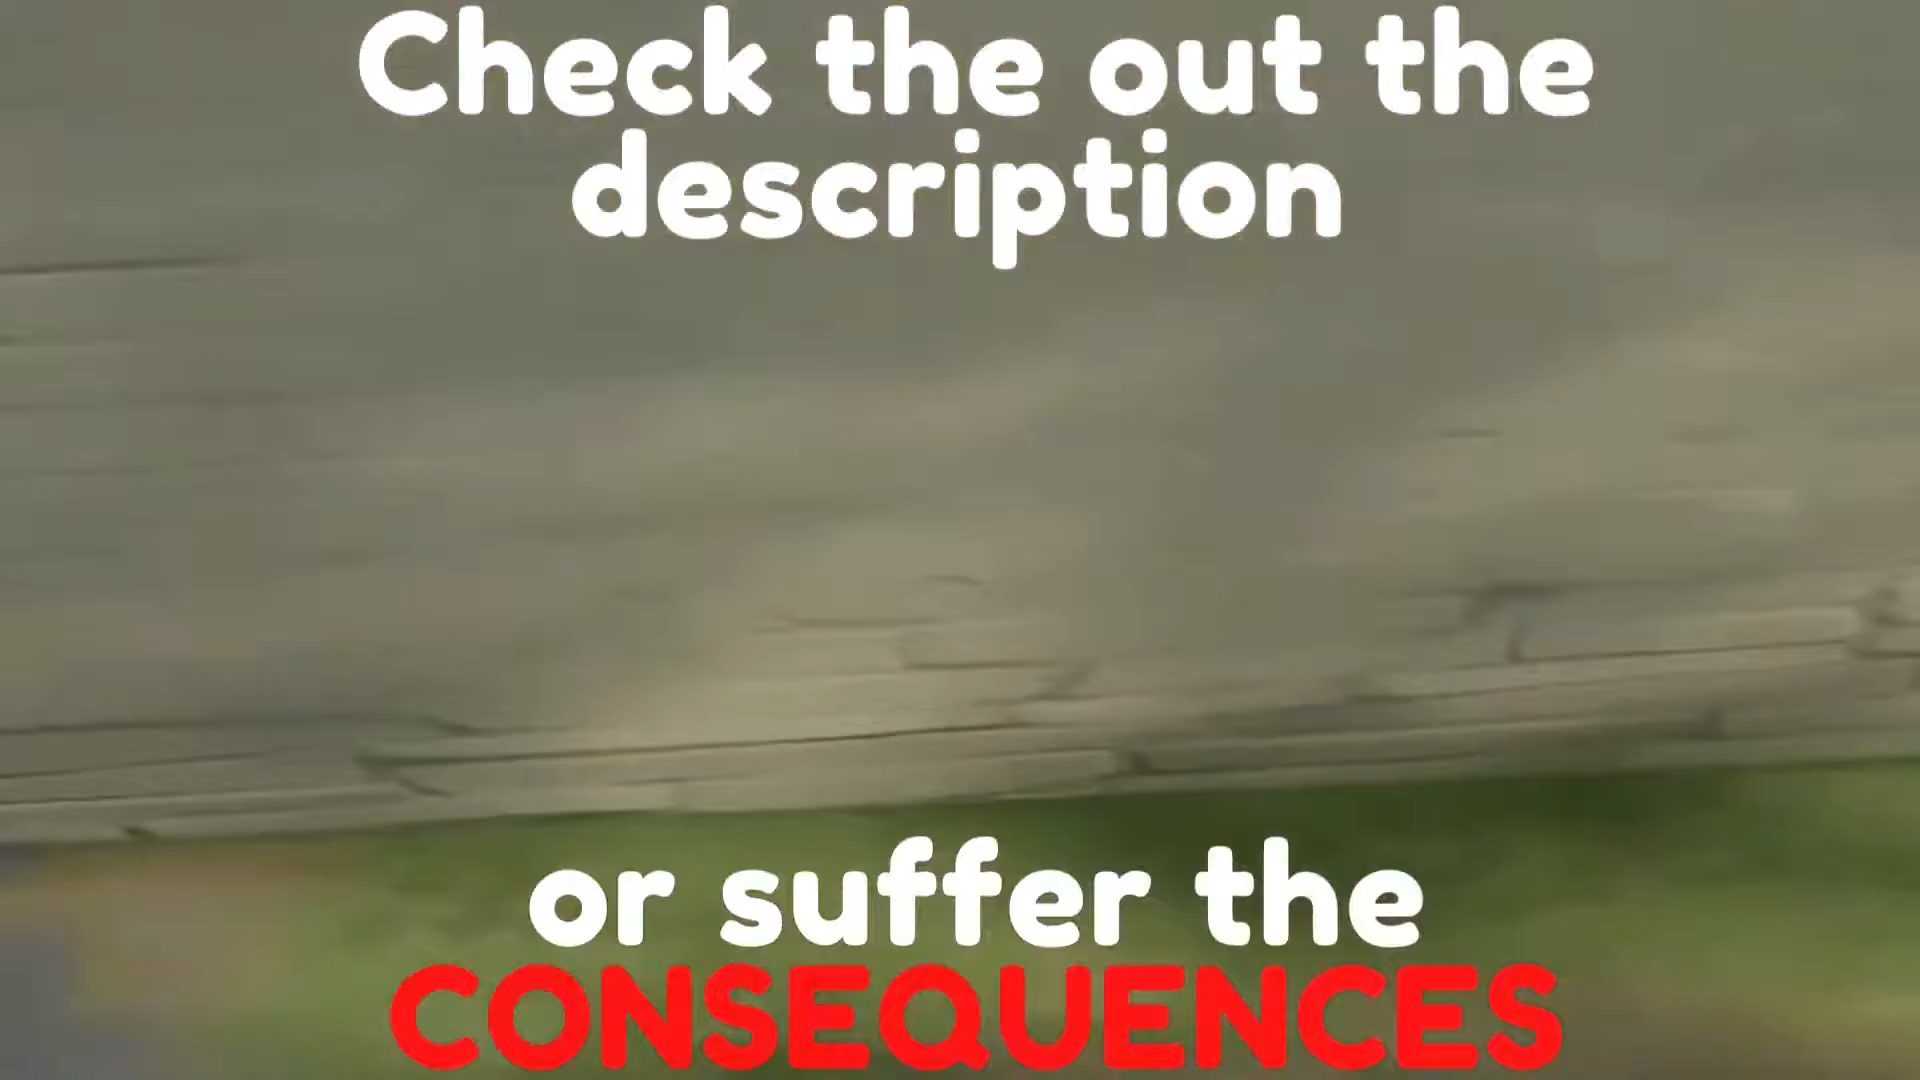 Check the out the
description
or suffer the
CONSEQUENCES